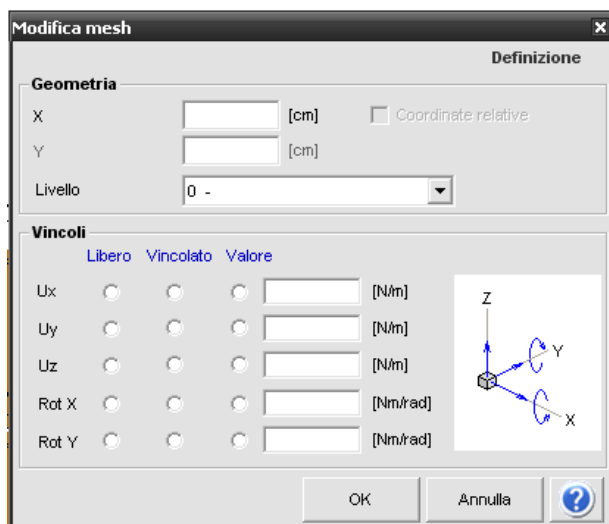 Modifica mesh
Definizione
Geometria
X [cm] Coordinate relative
Y [cm]
Livello 0 -
Vincoli
Libero Vincolato Valore
Ux [N/m]
Uy [N/m]
Uz [N/m]
Rot X [Nm/rad]
Rot Y [Nm/rad]
Z
Y
X
OK Annulla ?